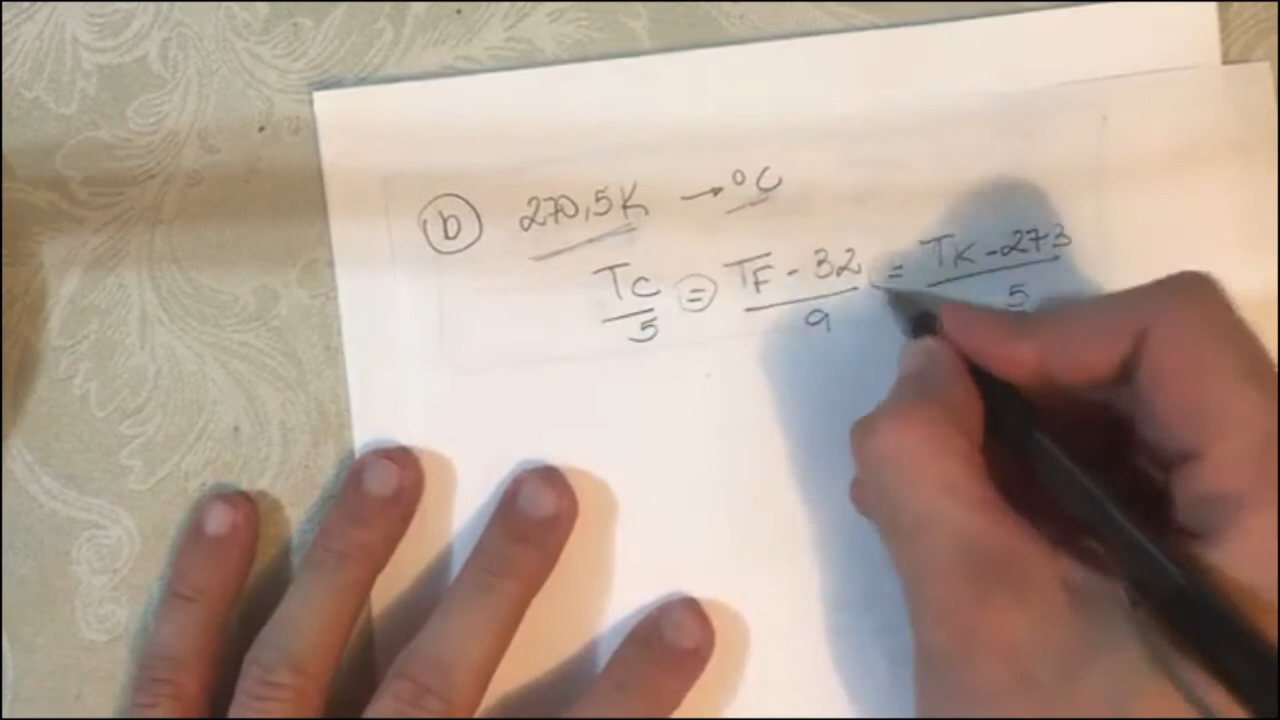 b 270,5K → °C
TC/5 = TF - 32/9 = TK - 273/5